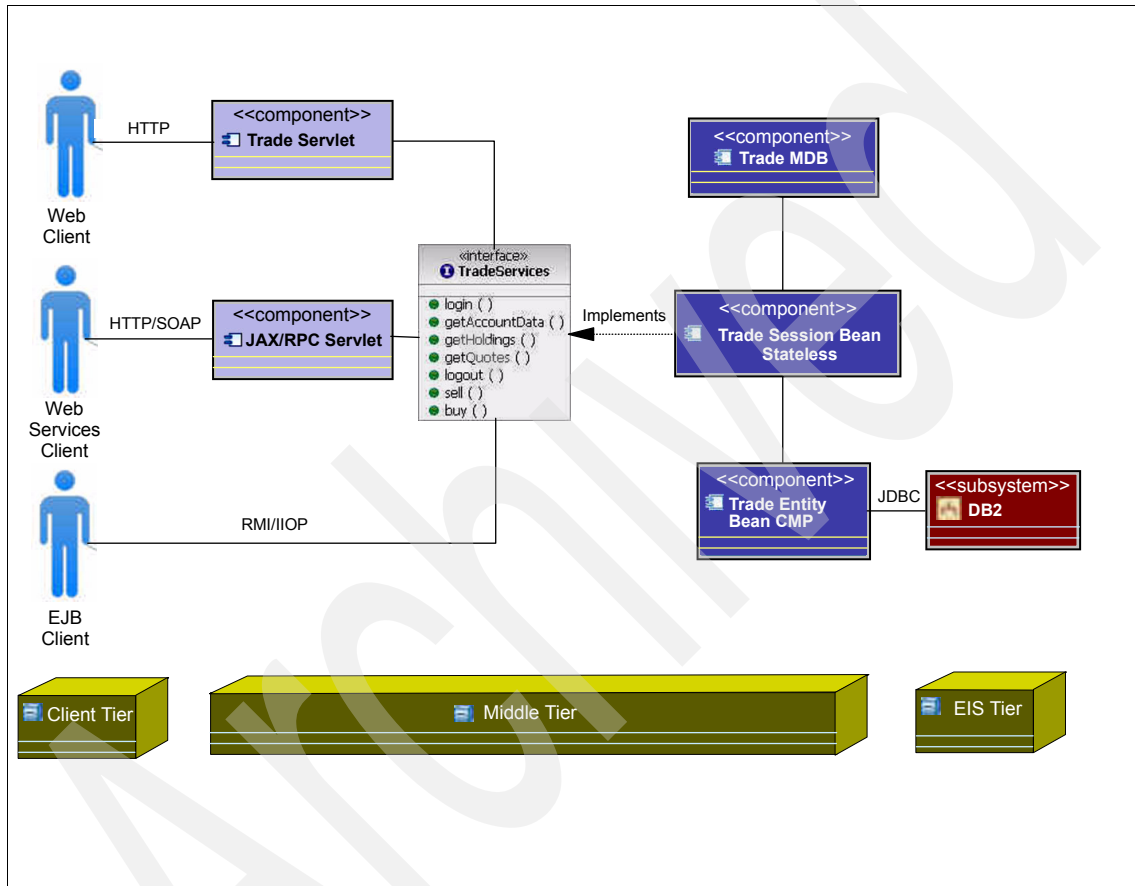 HTTP
<<component>>
Trade Servlet
Web
Client
<<component>>
Trade MDB
«interface»
TradeServices
login ( )
getAccountData ( )
getHoldings ( )
getQuotes ( )
logout ( )
sell ( )
buy ( )
HTTP/SOAP
<<component>>
JAX/RPC Servlet
Web
Services
Client
Implements
<<component>>
Trade Session Bean
Stateless
RMI/IIOP
EJB
Client
<<component>>
Trade Entity
Bean CMP
JDBC
<<subsystem>>
DB2
Client Tier
Middle Tier
EIS Tier
Archived